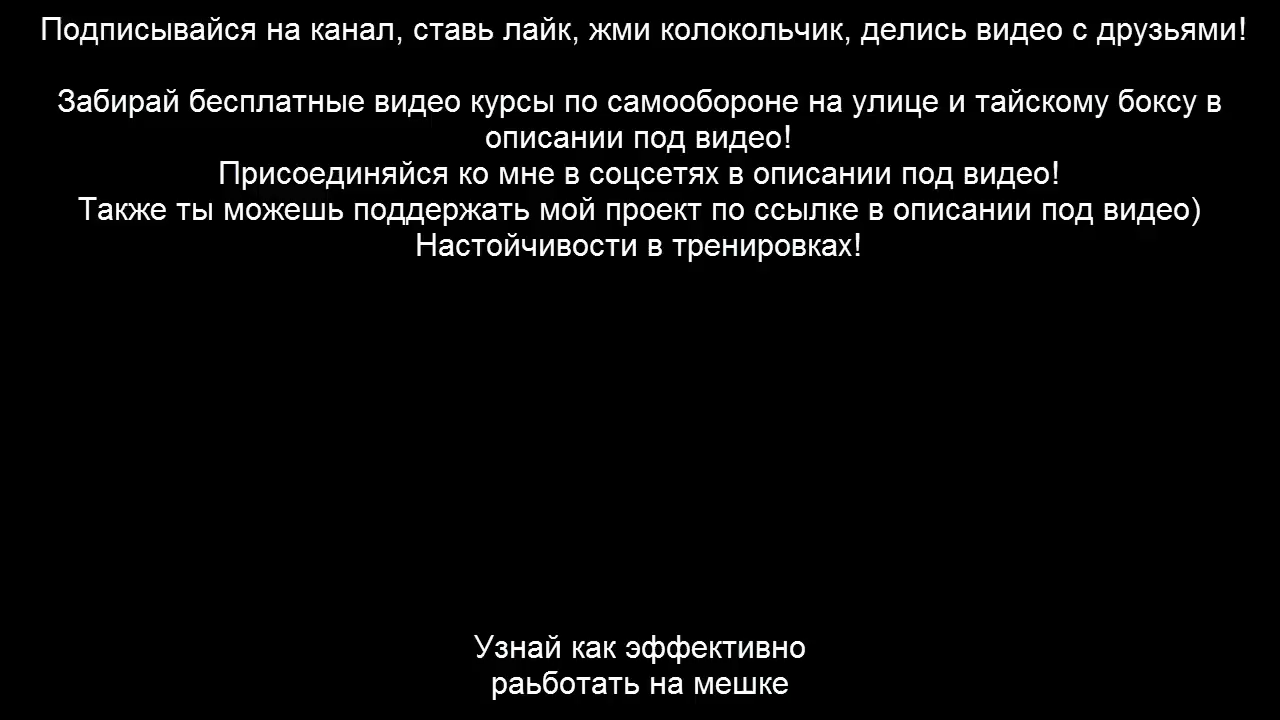 Подписывайся на канал, ставь лайк, жми колокольчик, делись видео с друзьями!
Забирай бесплатные видео курсы по самообороне на улице и тайскому боксу в
описании под видео!
Присоединяйся ко мне в соцсетях в описании под видео!
Также ты можешь поддержать мой проект по ссылке в описании под видео)
Настойчивости в тренировках!
Узнай как эффективно
раьботать на мешке